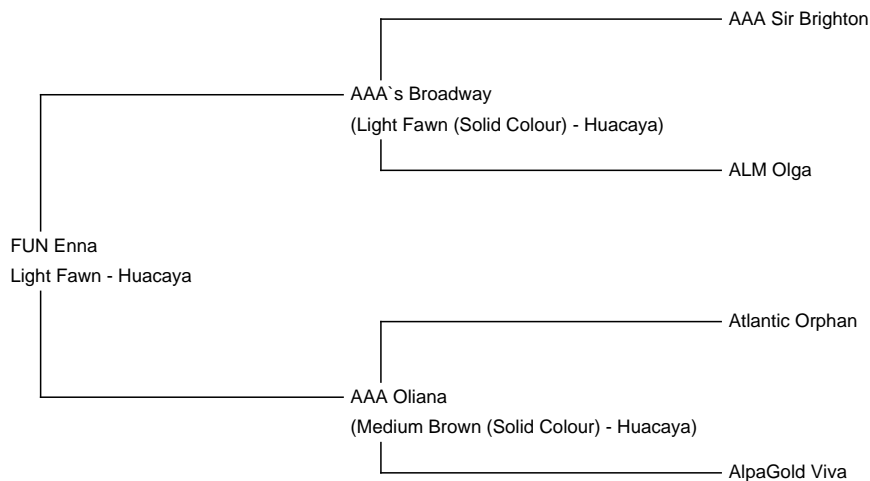 AAA Sir Brighton
AAA`s Broadway
(Light Fawn (Solid Colour) - Huacaya)
ALM Olga
FUN Enna
Light Fawn - Huacaya
Atlantic Orphan
AAA Oliana
(Medium Brown (Solid Colour) - Huacaya)
AlpaGold Viva